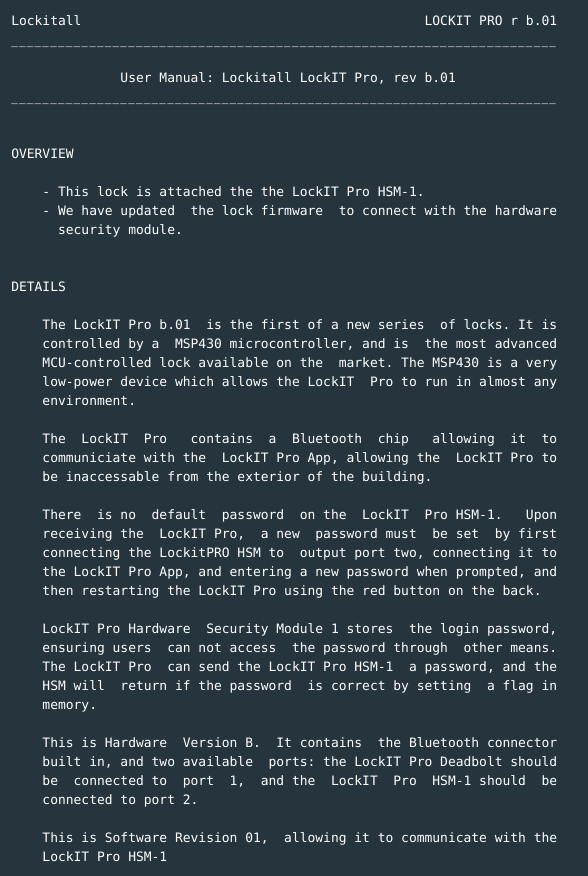 Lockitall LOCKIT PRO r b.01
User Manual: Lockitall LockIT Pro, rev b.01
OVERVIEW
- This lock is attached the the LockIT Pro HSM-1.
- We have updated the lock firmware to connect with the hardware
security module.
DETAILS
The LockIT Pro b.01 is the first of a new series of locks. It is
controlled by a MSP430 microcontroller, and is the most advanced
MCU-controlled lock available on the market. The MSP430 is a very
low-power device which allows the LockIT Pro to run in almost any
environment.
The LockIT Pro contains a Bluetooth chip allowing it to
communiciate with the LockIT Pro App, allowing the LockIT Pro to
be inaccessable from the exterior of the building.
There is no default password on the LockIT Pro HSM-1. Upon
receiving the LockIT Pro, a new password must be set by first
connecting the LockitPRO HSM to output port two, connecting it to
the LockIT Pro App, and entering a new password when prompted, and
then restarting the LockIT Pro using the red button on the back.
LockIT Pro Hardware Security Module 1 stores the login password,
ensuring users can not access the password through other means.
The LockIT Pro can send the LockIT Pro HSM-1 a password, and the
HSM will return if the password is correct by setting a flag in
memory.
This is Hardware Version B. It contains the Bluetooth connector
built in, and two available ports: the LockIT Pro Deadbolt should
be connected to port 1, and the LockIT Pro HSM-1 should be
connected to port 2.
This is Software Revision 01, allowing it to communicate with the
LockIT Pro HSM-1